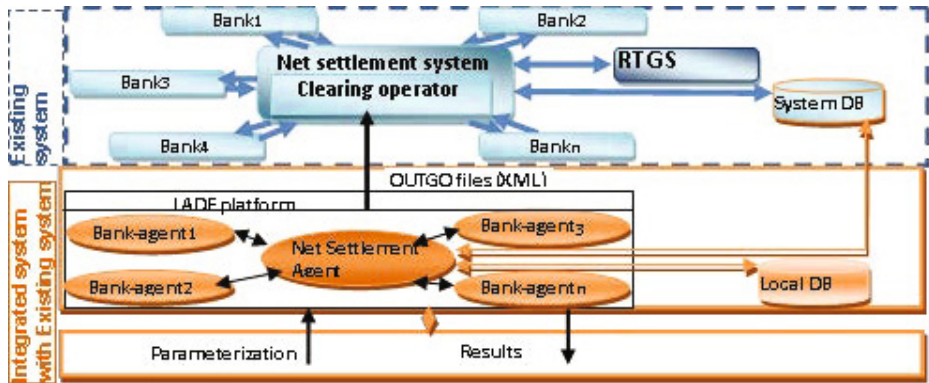 Bank1
Bank2
Net settlement system
Clearing operator
RTGS
Bank3
System DB
Bank4
Bankn
Existing
system
OUTGO files (XML)
JADE platform
Bank-agent1
Bank-agent3
Net Settlement
Agent
Bank-agent2
Bank-agentn
Local DB
Integrated system
with Existing system
Parameterization
Results